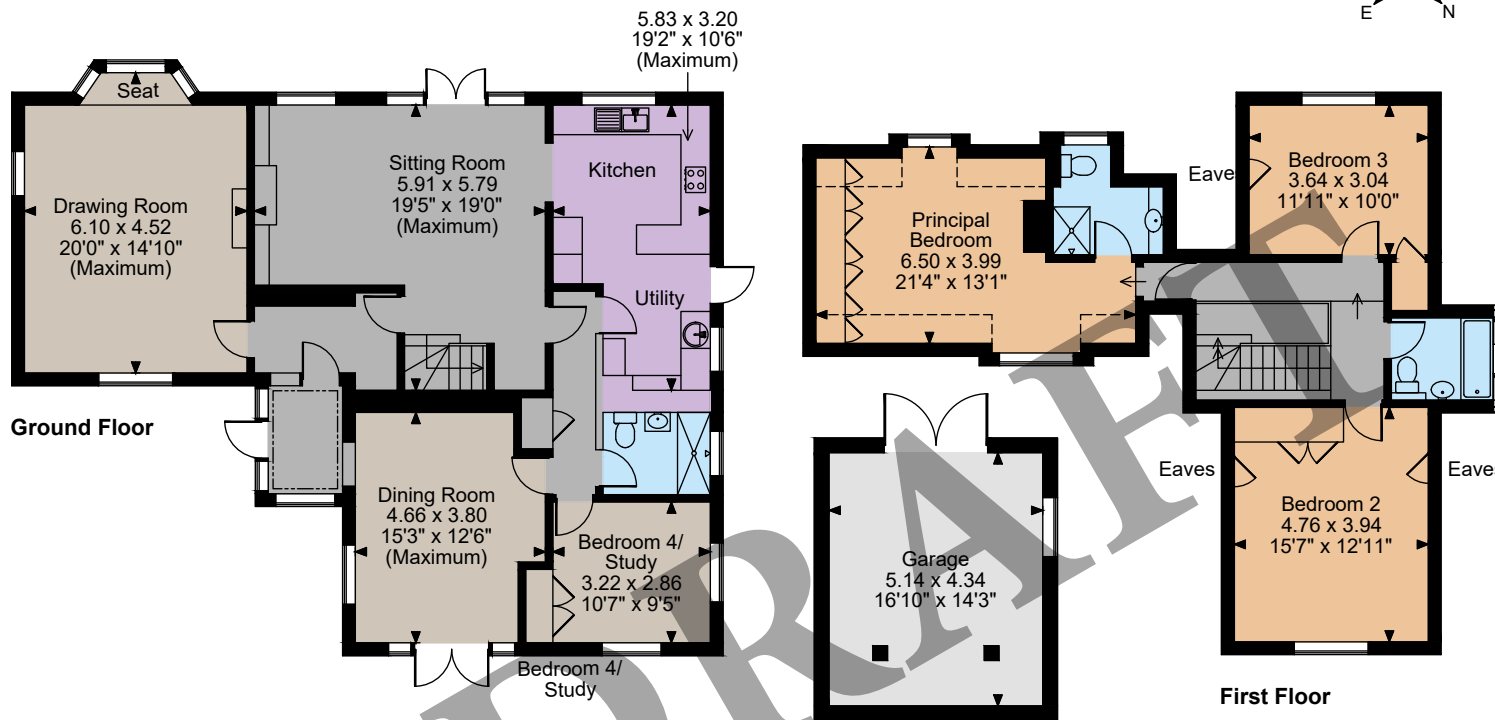 E
N
5.83 x 3.20
19'2" x 10'6"
(Maximum)
Seat
Sitting Room
5.91 x 5.79
19'5" x 19'0"
(Maximum)
Kitchen
Drawing Room
6.10 x 4.52
20'0" x 14'10"
(Maximum)
Utility
Ground Floor
Dining Room
4.66 x 3.80
15'3" x 12'6"
(Maximum)
Bedroom 4/
Study
3.22 x 2.86
10'7" x 9'5"
Bedroom 4/
Study
Principal
Bedroom
6.50 x 3.99
21'4" x 13'1"
Eave
Bedroom 3
3.64 x 3.04
11'11" x 10'0"
Eaves
Eave
Bedroom 2
4.76 x 3.94
15'7" x 12'11"
Garage
5.14 x 4.34
16'10" x 14'3"
First Floor
DRAFT